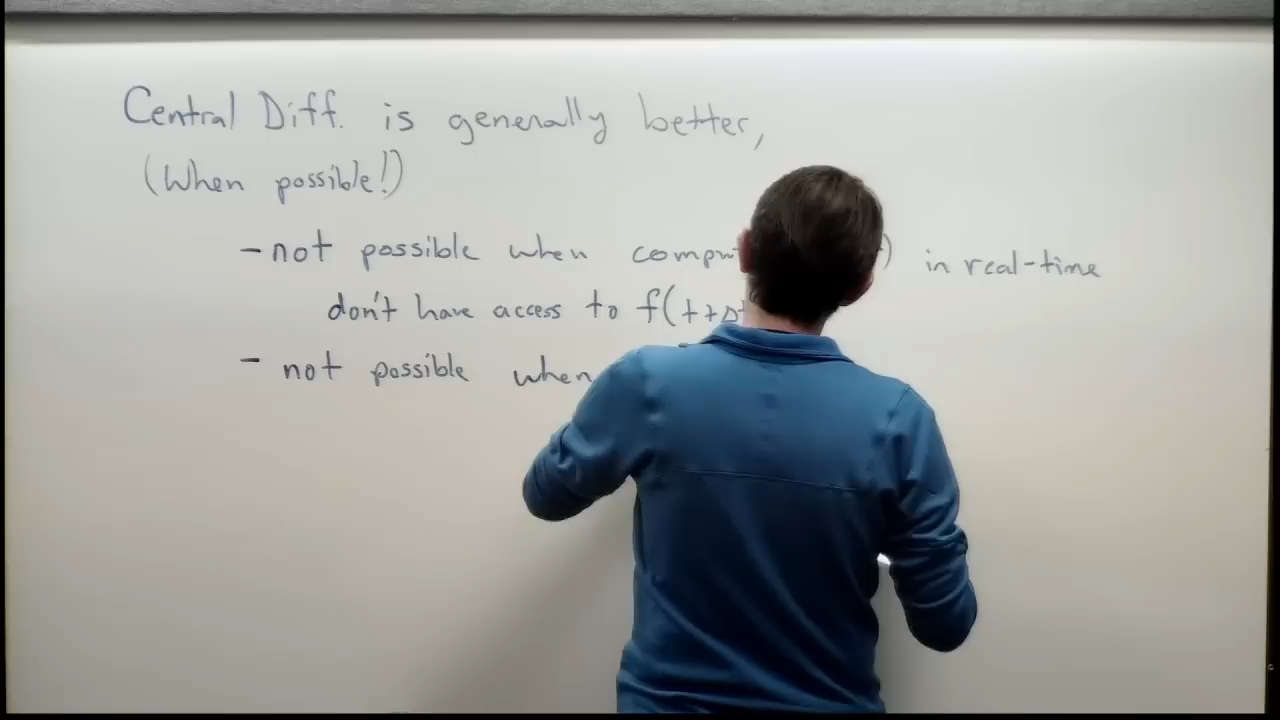 Central Diff. is generally better,
(When possible!)
- not possible when in real-time
don't have access to f(t+Δt
- not possible when